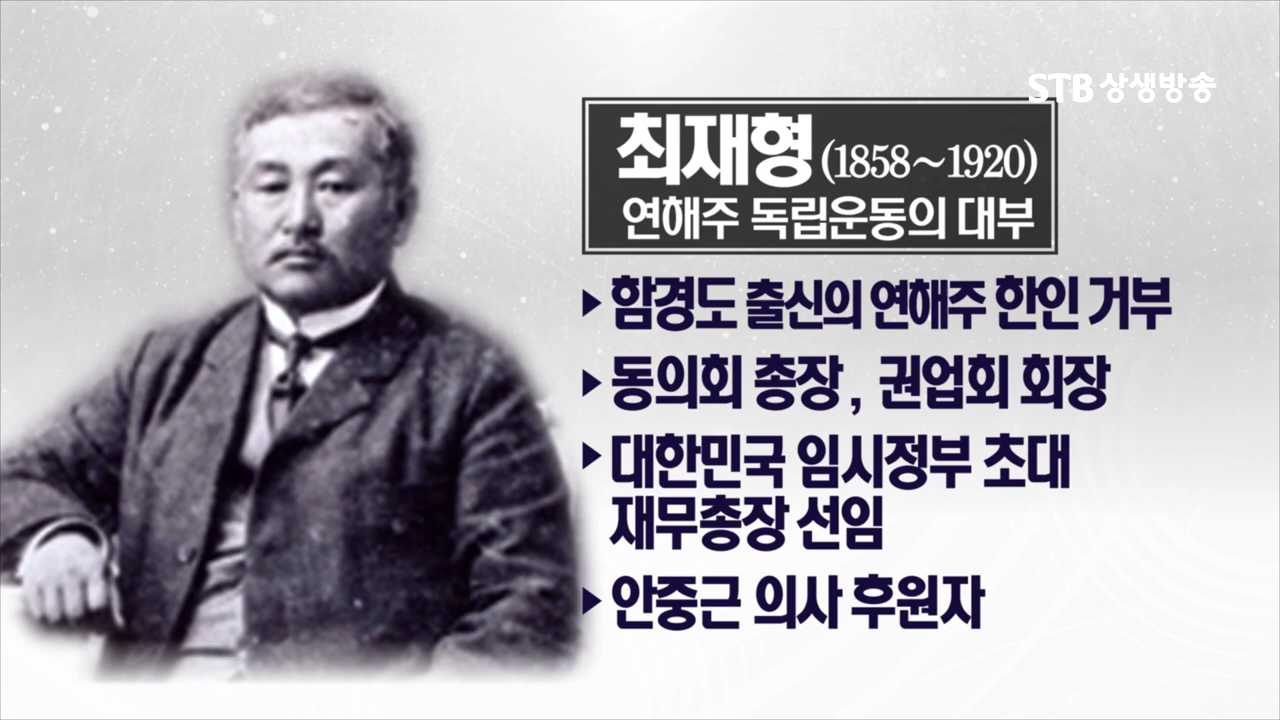 STB 상생방송
최재형 (1858~1920)
연해주 독립운동의 대부
▶ 함경도 출신의 연해주 한인 거부
▶ 동의회 총장, 권업회 회장
▶ 대한민국 임시정부 초대
재무총장 선임
▶ 안중근 의사 후원자